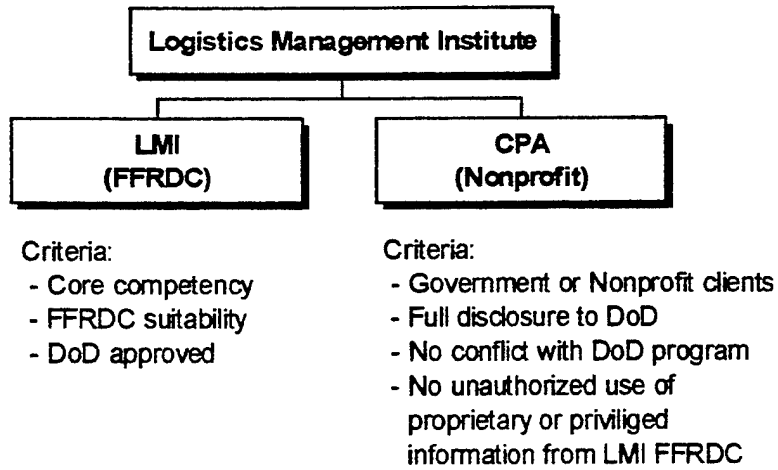 Logistics Management Institute
LMI
(FFRDC)
CPA
(Nonprofit)
Criteria:
- Core competency
- FFRDC suitability
- DoD approved
Criteria:
- Government or Nonprofit clients
- Full disclosure to DoD
- No conflict with DoD program
- No unauthorized use of
proprietary or priviliged
information from LMI FFRDC